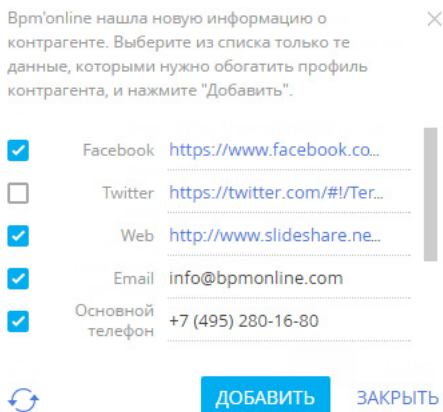 Bpm'online нашла новую информацию о
контрагенте. Выберите из списка только те
данные, которыми нужно обогатить профиль
контрагента, и нажмите "Добавить".
Facebook https://www.facebook.co...
Twitter https://twitter.com/#!/Ter...
Web http://www.slideshare.ne...
Email info@bpmonline.com
Основной
телефон +7 (495) 280-16-80
ДОБАВИТЬ ЗАКРЫТЬ